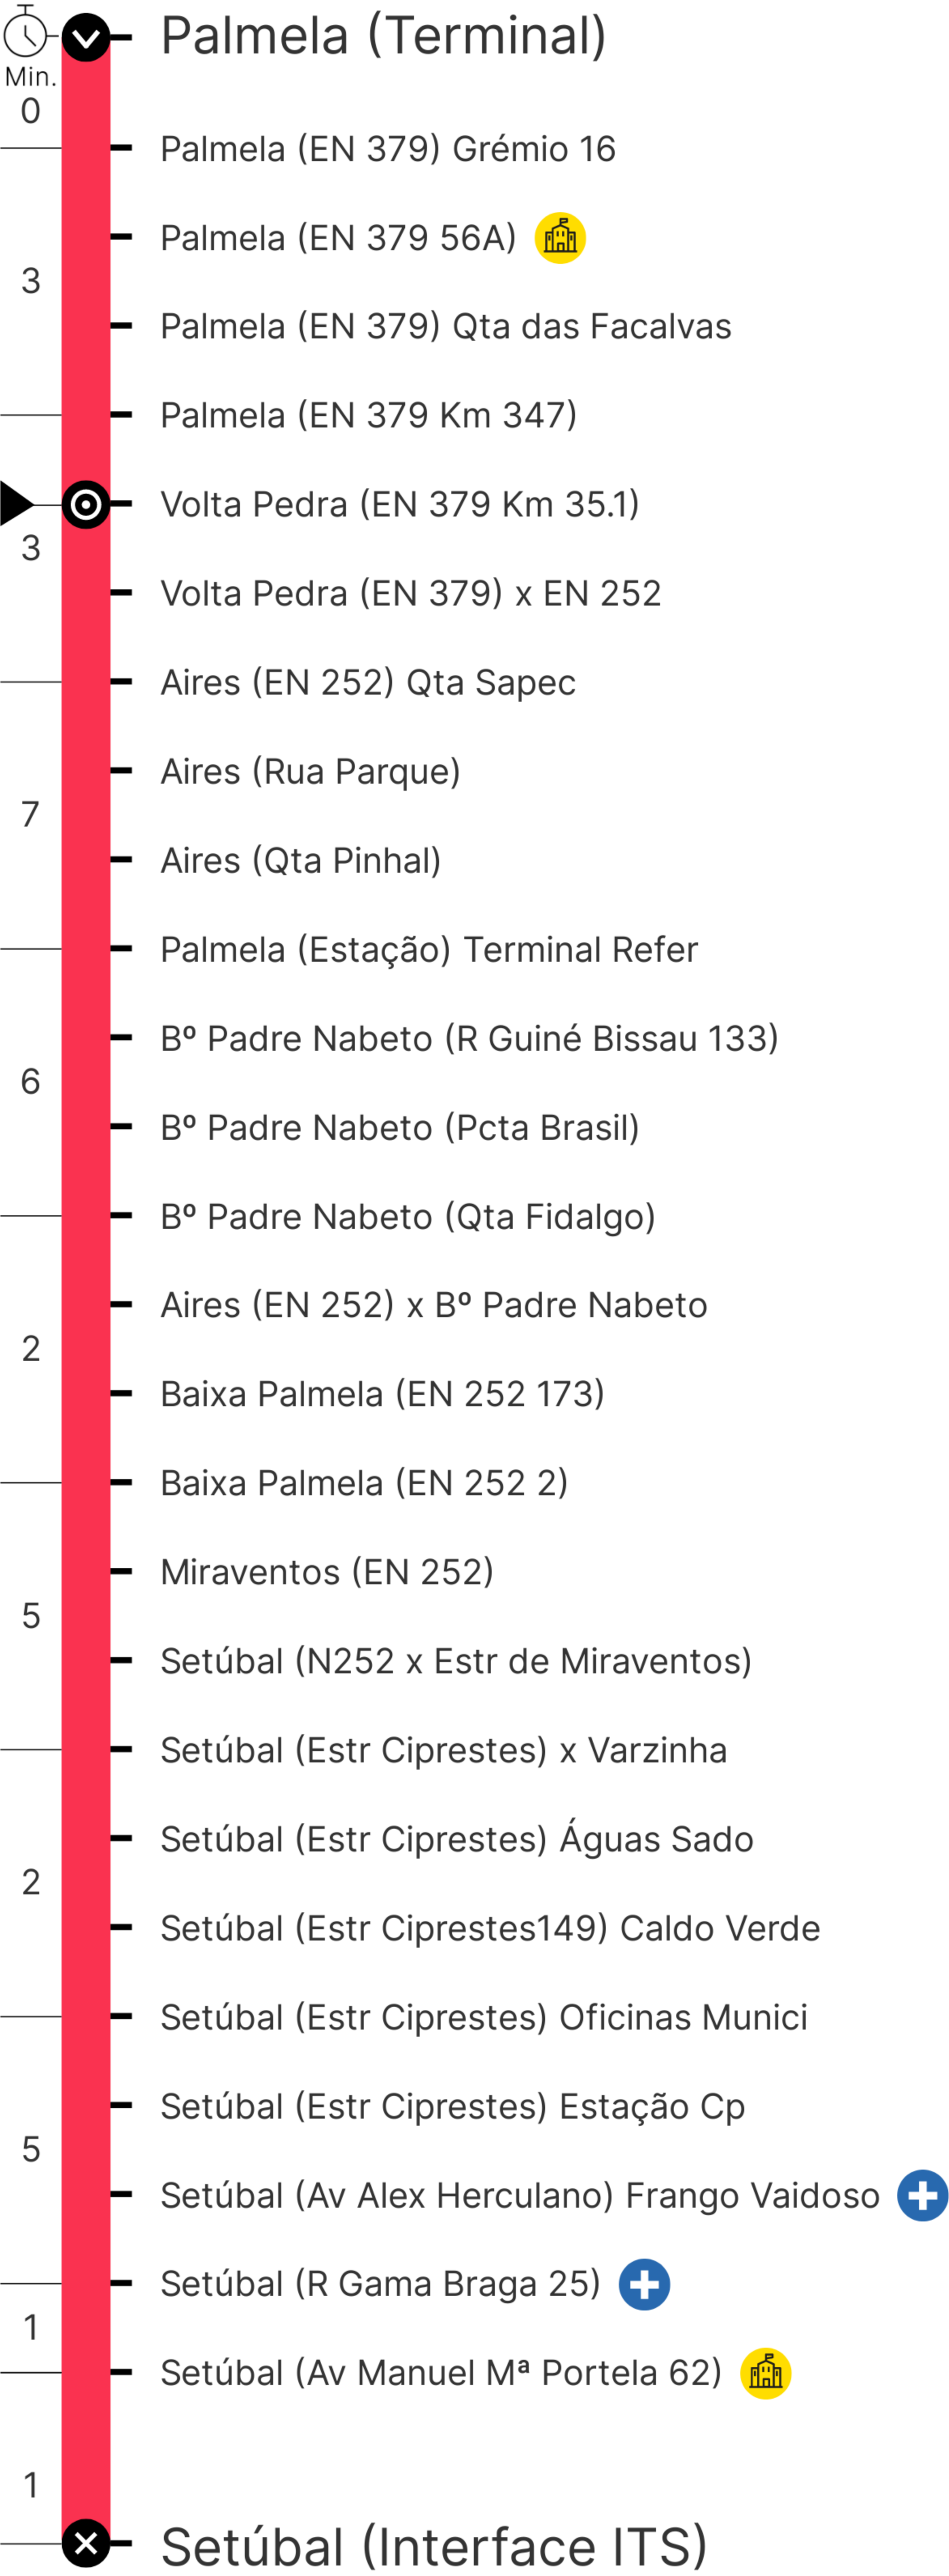 Palmela (Terminal)
Min.
0
Palmela (EN 379) Grémio 16
Palmela (EN 379 56A)
3
Palmela (EN 379) Qta das Facalvas
Palmela (EN 379 Km 347)
Volta Pedra (EN 379 Km 35.1)
3
Volta Pedra (EN 379) x EN 252
Aires (EN 252) Qta Sapec
Aires (Rua Parque)
7
Aires (Qta Pinhal)
Palmela (Estação) Terminal Refer
Bº Padre Nabeto (R Guiné Bissau 133)
6
Bº Padre Nabeto (Pcta Brasil)
Bº Padre Nabeto (Qta Fidalgo)
Aires (EN 252) x Bº Padre Nabeto
2
Baixa Palmela (EN 252 173)
Baixa Palmela (EN 252 2)
Miraventos (EN 252)
5
Setúbal (N252 x Estr de Miraventos)
Setúbal (Estr Ciprestes) x Varzinha
Setúbal (Estr Ciprestes) Águas Sado
2
Setúbal (Estr Ciprestes149) Caldo Verde
Setúbal (Estr Ciprestes) Oficinas Munici
Setúbal (Estr Ciprestes) Estação Cp
5
Setúbal (Av Alex Herculano) Frango Vaidoso
Setúbal (R Gama Braga 25)
1
Setúbal (Av Manuel Mª Portela 62)
1
Setúbal (Interface ITS)